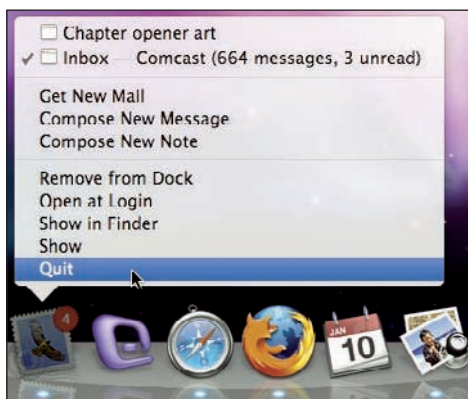 Chapter opener art
✓ Inbox — Comcast (664 messages, 3 unread)
Get New Mail
Compose New Message
Compose New Note
Remove from Dock
Open at Login
Show in Finder
Show
Quit
4
JAN
10